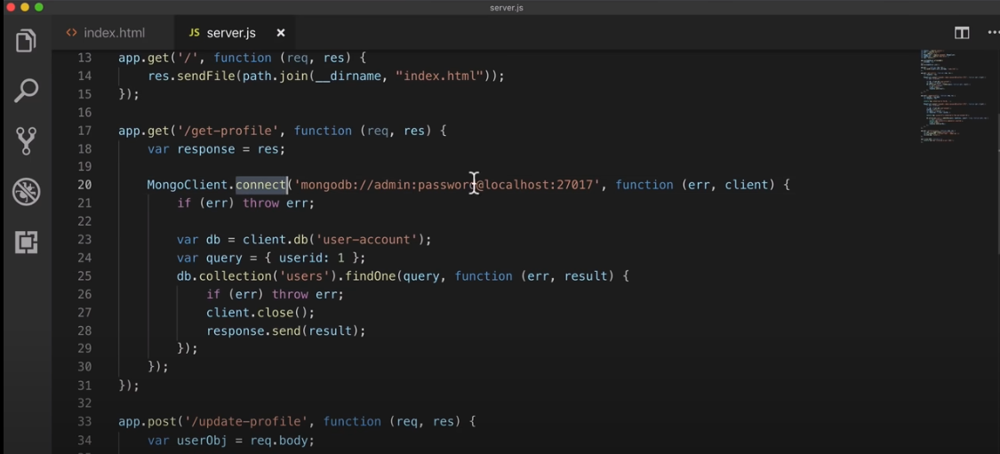 server.js
<> index.html JS server.js ×
13 app.get('/', function (req, res) {
14 res.sendFile(path.join(__dirname, "index.html"));
15 });
16
17 app.get('/get-profile', function (req, res) {
18 var response = res;
19
20 MongoClient.connect('mongodb://admin:password@localhost:27017', function (err, client) {
21 if (err) throw err;
22
23 var db = client.db('user-account');
24 var query = { userid: 1 };
25 db.collection('users').findOne(query, function (err, result) {
26 if (err) throw err;
27 client.close();
28 response.send(result);
29 });
30 });
31 });
32
33 app.post('/update-profile', function (req, res) {
34 var userObj = req.body;